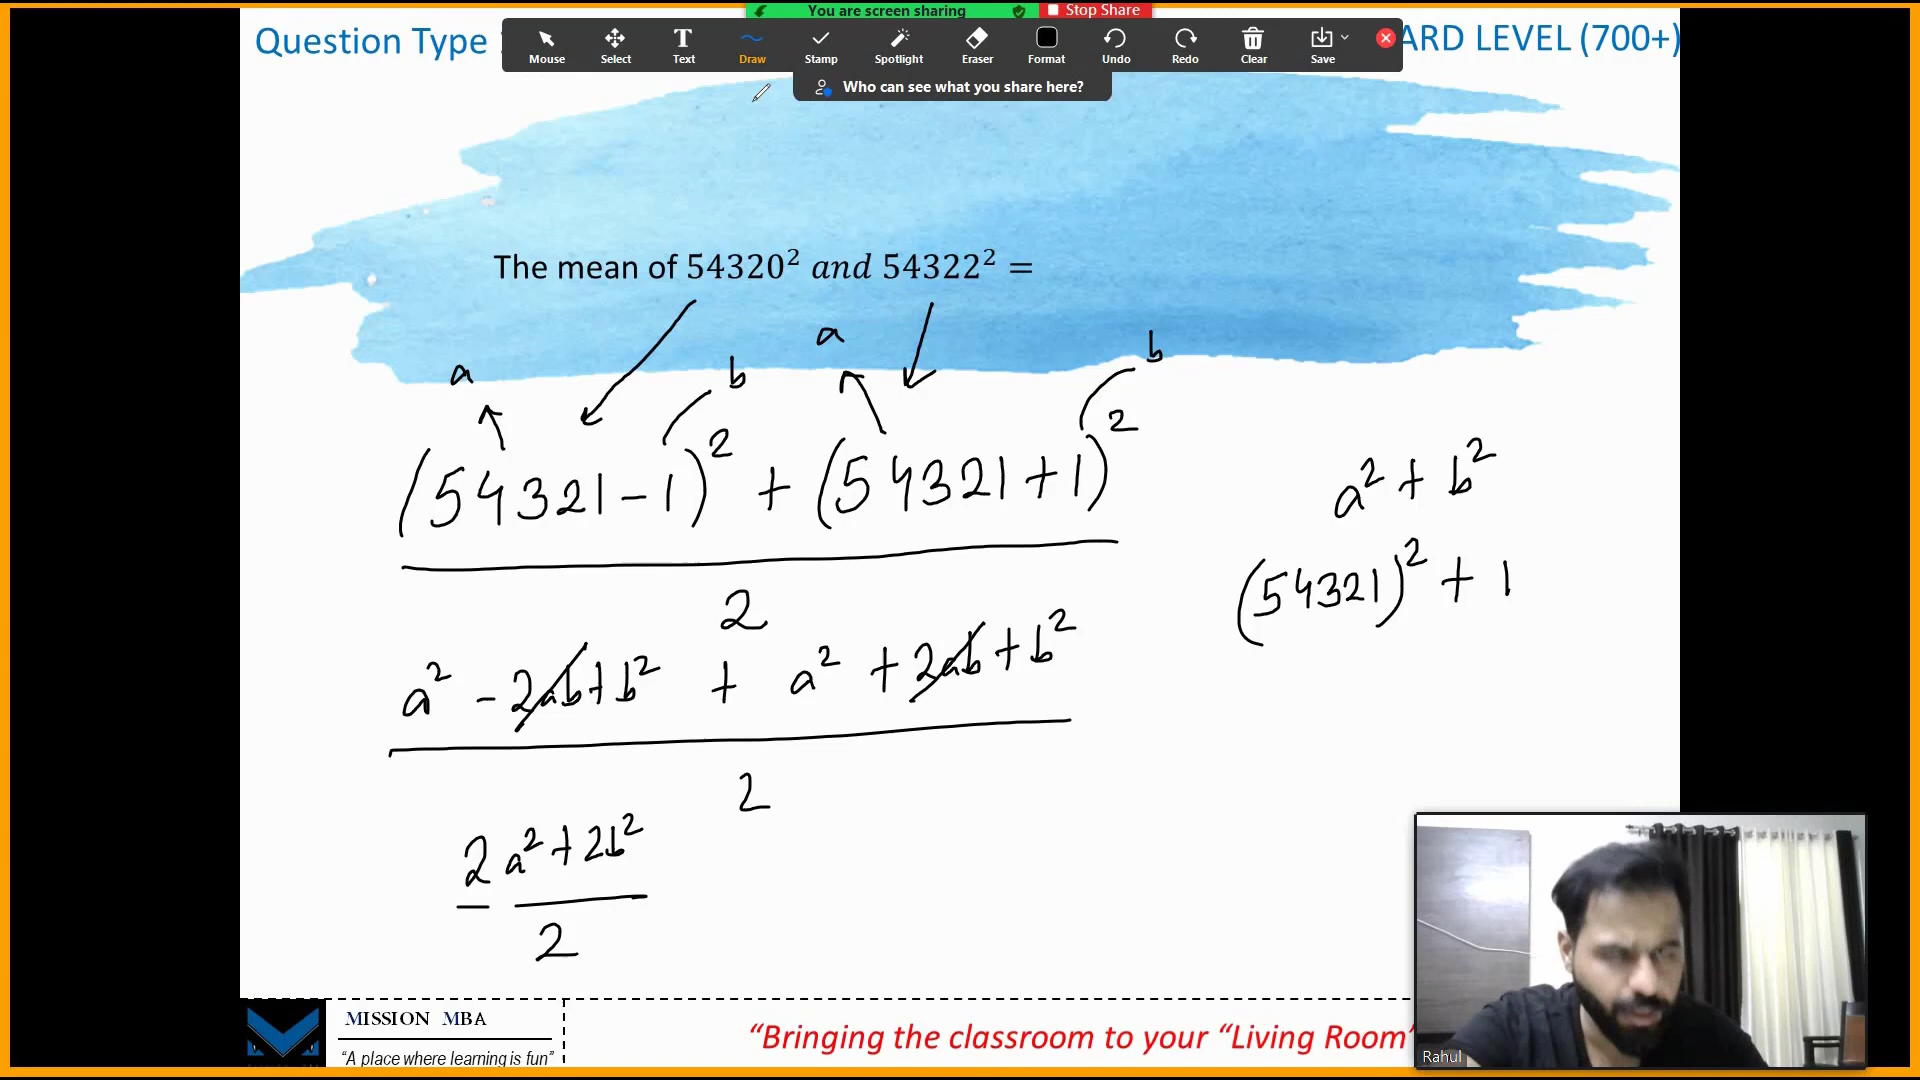 You are screen sharing Stop Share
Question Type
ARD LEVEL (700+)
Mouse Select Text Draw Stamp Spotlight Eraser Format Undo Redo Clear Save
Who can see what you share here?
The mean of 54320² and 54322² =
a b a b
(54321-1)² + (54321+1)²
2
a² - 2ab + b² + a² + 2ab + b²
2
2a² + 2b²
2
a² + b²
(54321)² + 1
MISSION MBA
"A place where learning is fun"
“Bringing the classroom to your “Living Room”
Rahul